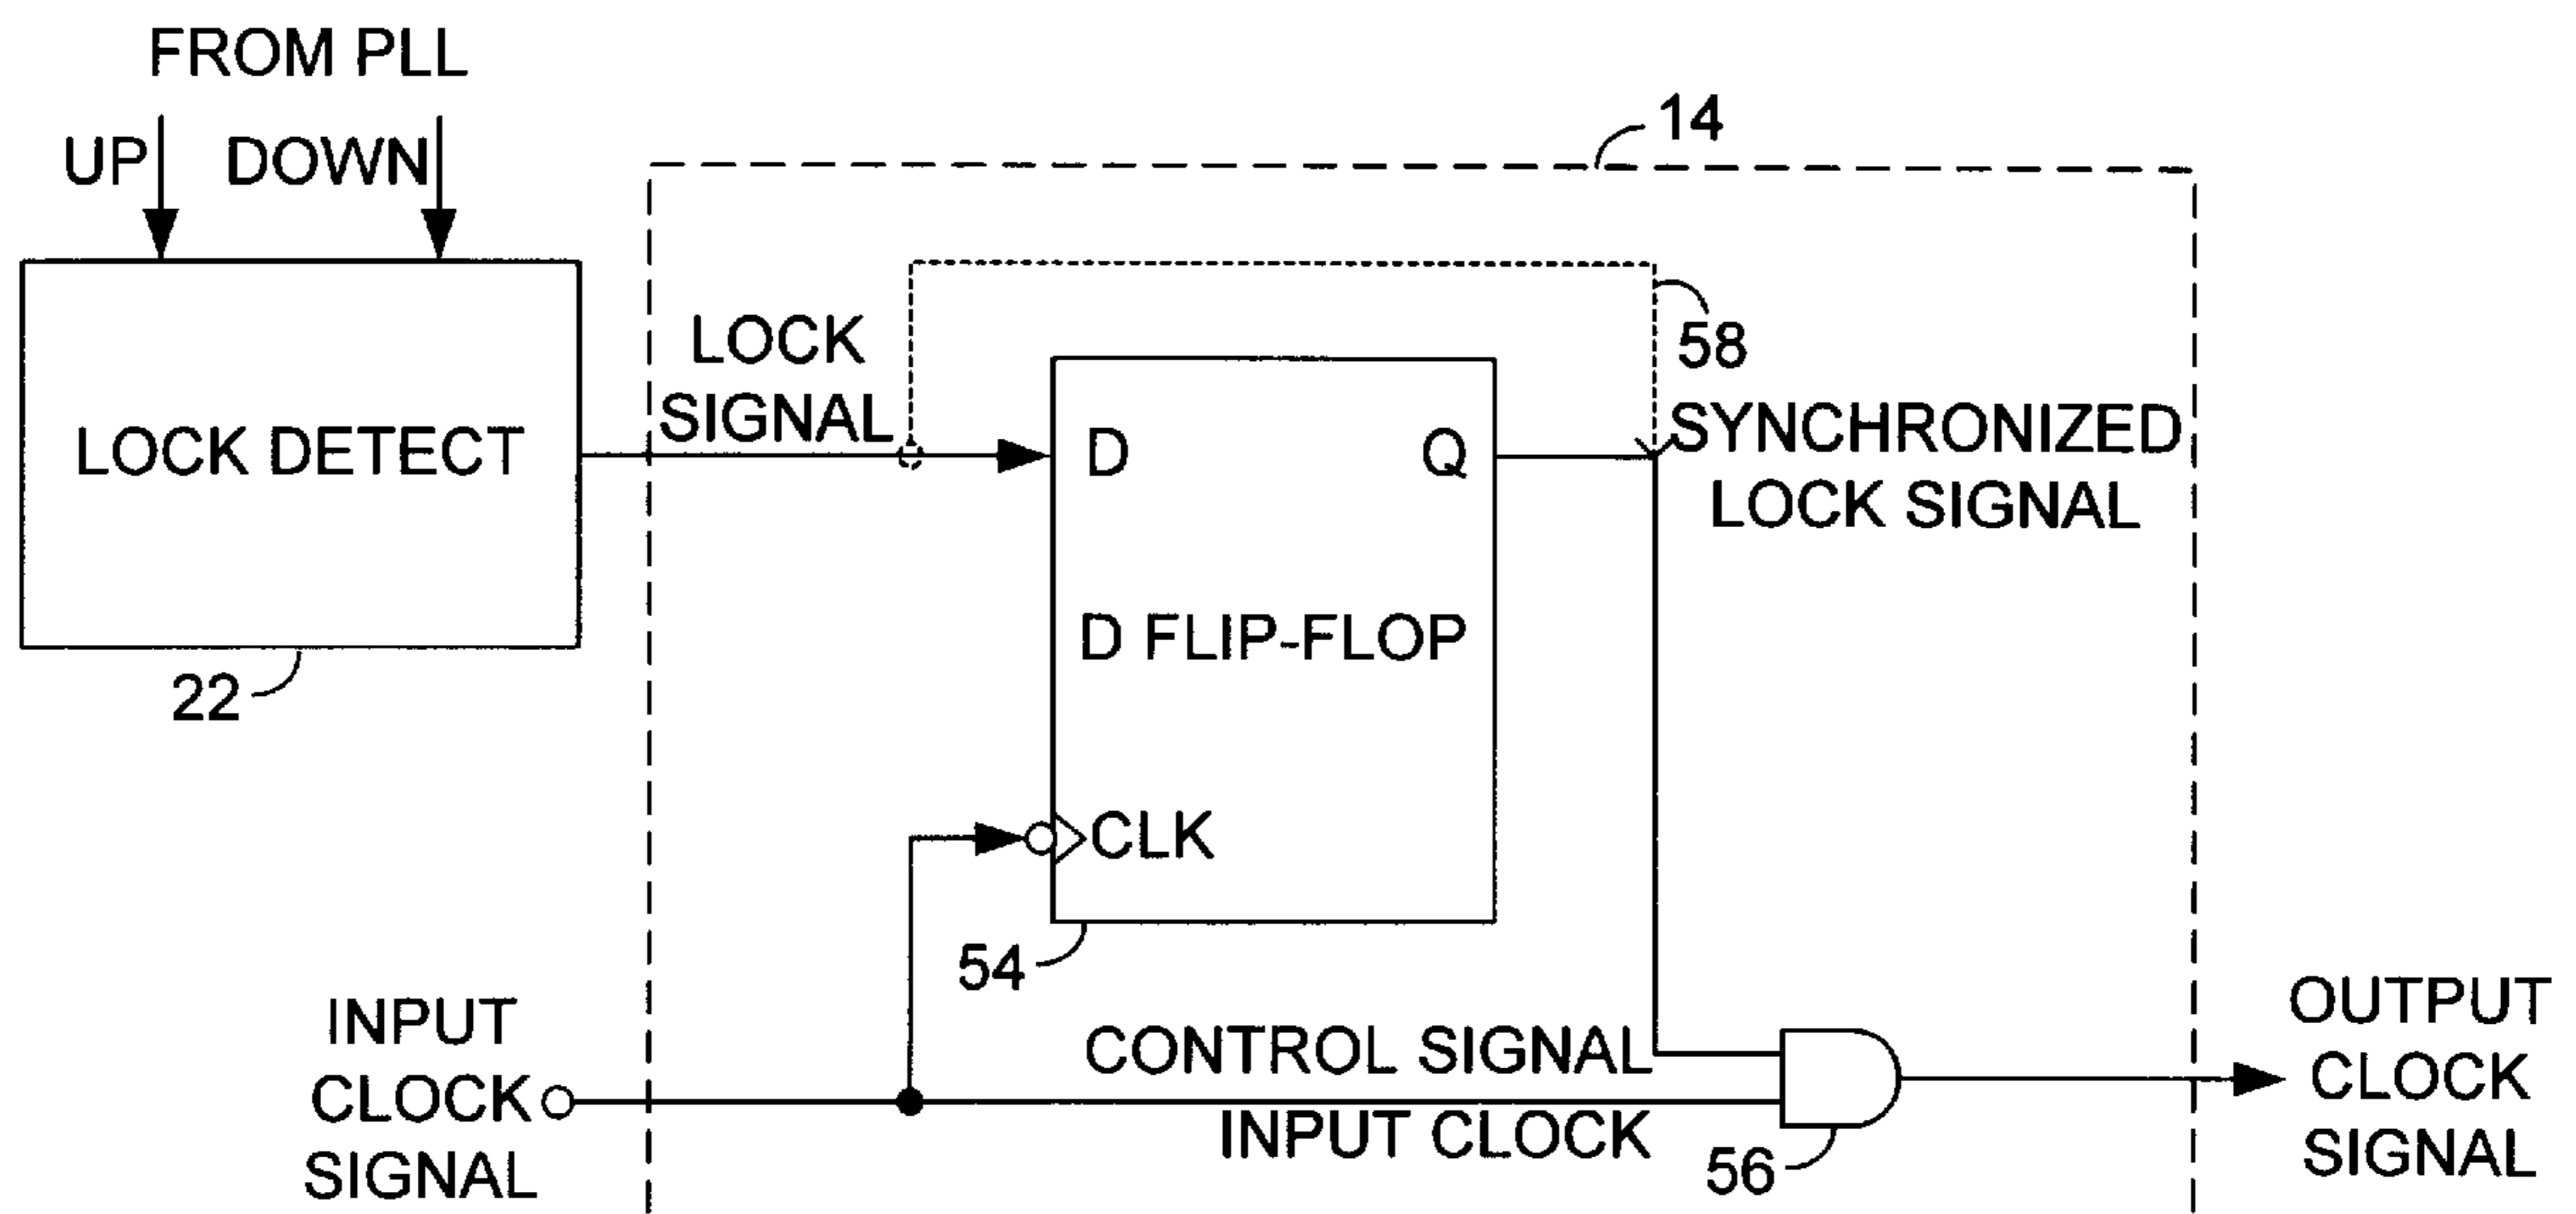 FROM PLL
UP
DOWN
14
LOCK
SIGNAL
58
LOCK DETECT
D
Q
SYNCHRONIZED
LOCK SIGNAL
D FLIP-FLOP
22
CLK
54
INPUT
CLOCK
SIGNAL
CONTROL SIGNAL
INPUT CLOCK
56
OUTPUT
CLOCK
SIGNAL